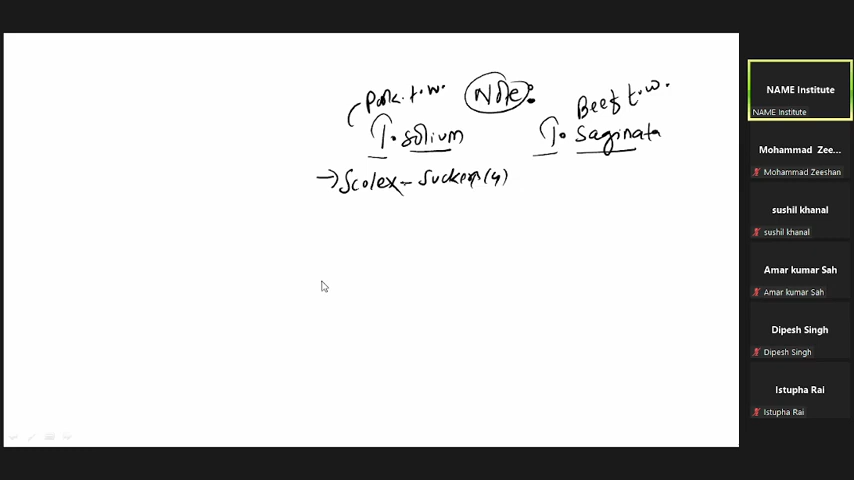 Pork.t.w. Note: Beef t.w.
T. solium T. Saginata
→ Scolex – Suckers (4)
NAME Institute
NAME Institute
Mohammad Zee...
Mohammad Zeeshan
sushil khanal
sushil khanal
Amar kumar Sah
Amar kumar Sah
Dipesh Singh
Dipesh Singh
Istupha Rai
Istupha Rai